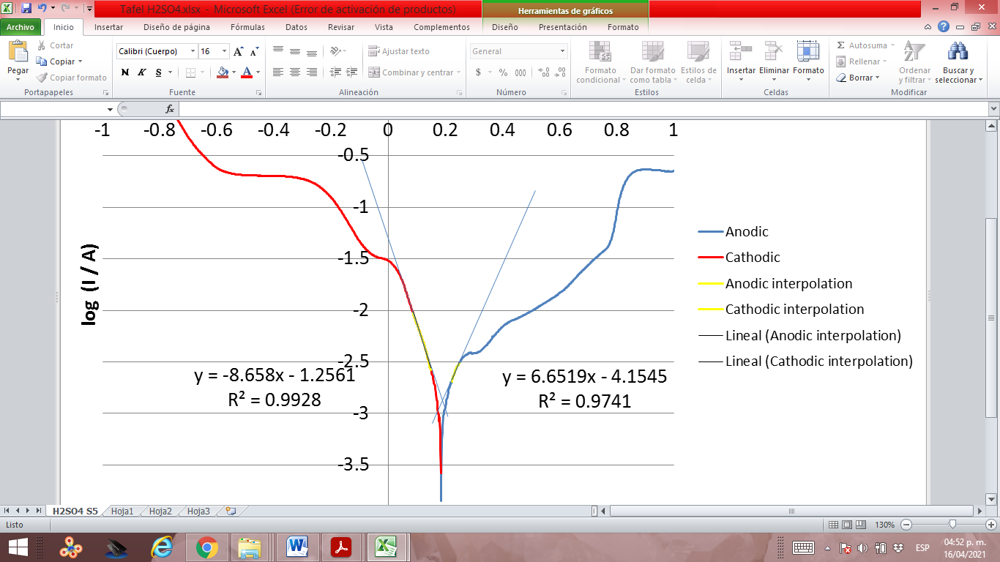 Tafel H2SO4.xlsx - Microsoft Excel (Error de activación de productos)
Herramientas de gráficos
Archivo Inicio Insertar Diseño de página Fórmulas Datos Revisar Vista Complementos Diseño Presentación Formato
Pegar
Cortar
Copiar
Copiar formato
Portapapeles
Calibri (Cuerpo) 16
N K S
Fuente
Ajustar texto
Combinar y centrar
Alineación
General
$ % 000
Número
Formato condicional
Dar formato como tabla
Estilos de celda
Estilos
Insertar Eliminar Formato
Celdas
Autosuma
Rellenar
Borrar
Ordenar y filtrar
Buscar y seleccionar
Modificar
fx
-1 -0.8 -0.6 -0.4 -0.2 0 0.2 0.4 0.6 0.8 1
-0.5
-1
-1.5
-2
-2.5
-3
-3.5
log (I / A)
y = -8.658x - 1.2561
R² = 0.9928
y = 6.6519x - 4.1545
R² = 0.9741
Anodic
Cathodic
Anodic interpolation
Cathodic interpolation
Lineal (Anodic interpolation)
Lineal (Cathodic interpolation)
H2SO4 S5 Hoja1 Hoja2 Hoja3
Listo
130%
ESP
04:52 p. m.
16/04/2021